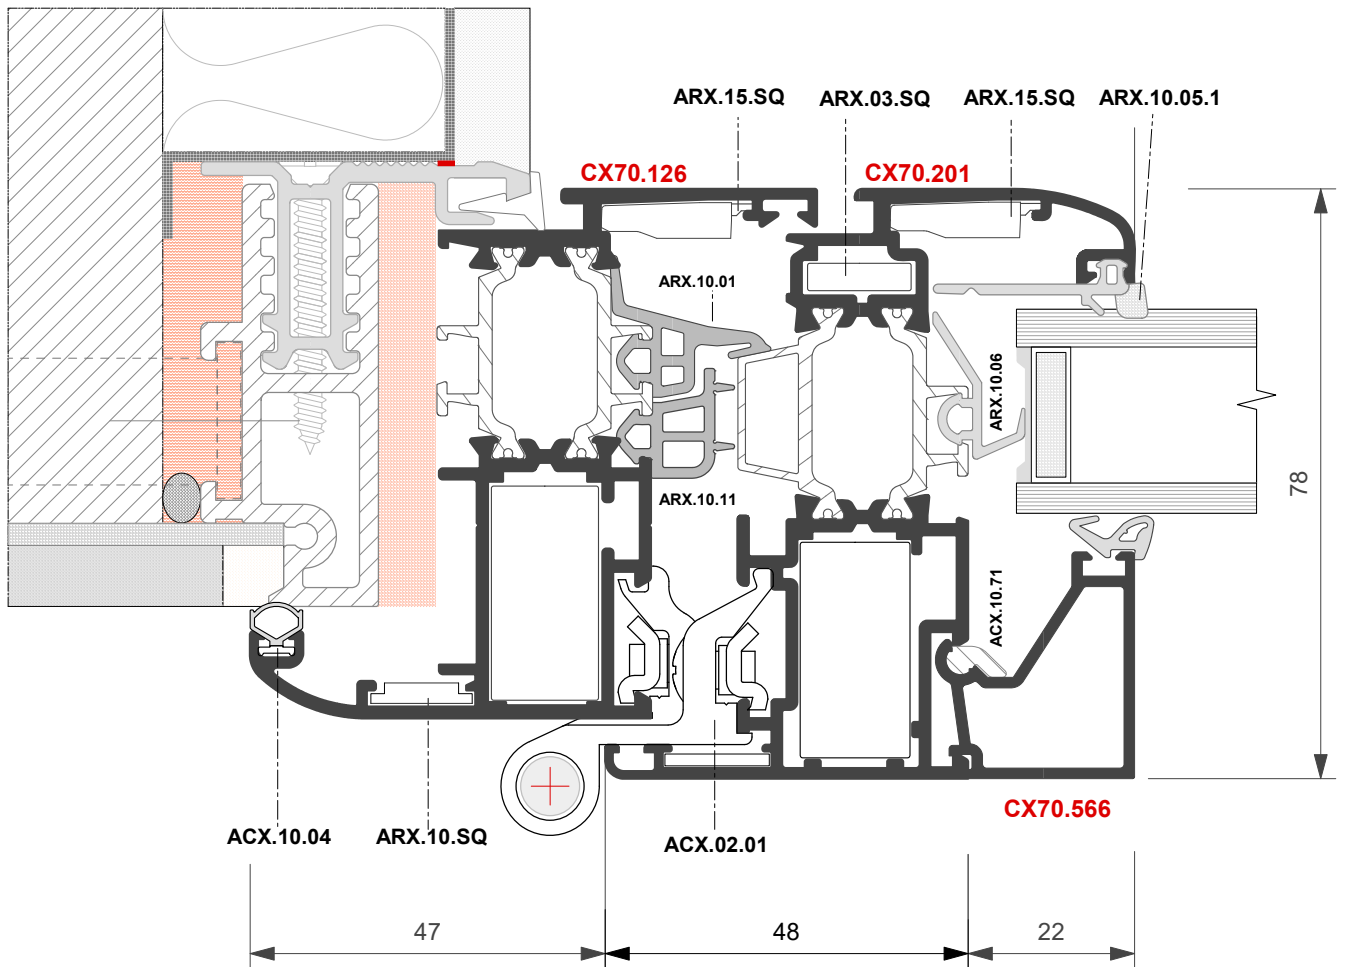 ARX.15.SQ
ARX.03.SQ
ARX.15.SQ
ARX.10.05.1
CX70.126
CX70.201
ARX.10.01
ARX.10.06
78
ARX.10.11
ACX.10.71
CX70.566
ACX.10.04
ARX.10.SQ
ACX.02.01
47
48
22